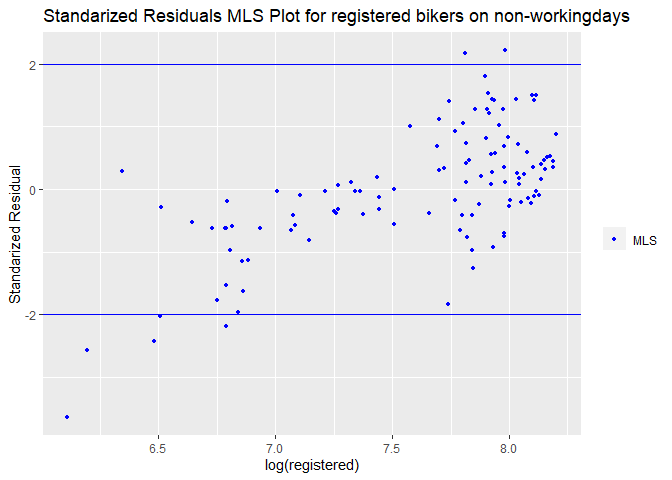 Standarized Residuals MLS Plot for registered bikers on non-workingdays
Standarized Residual
2
0
-2
6.5 7.0 7.5 8.0
log(registered)
MLS